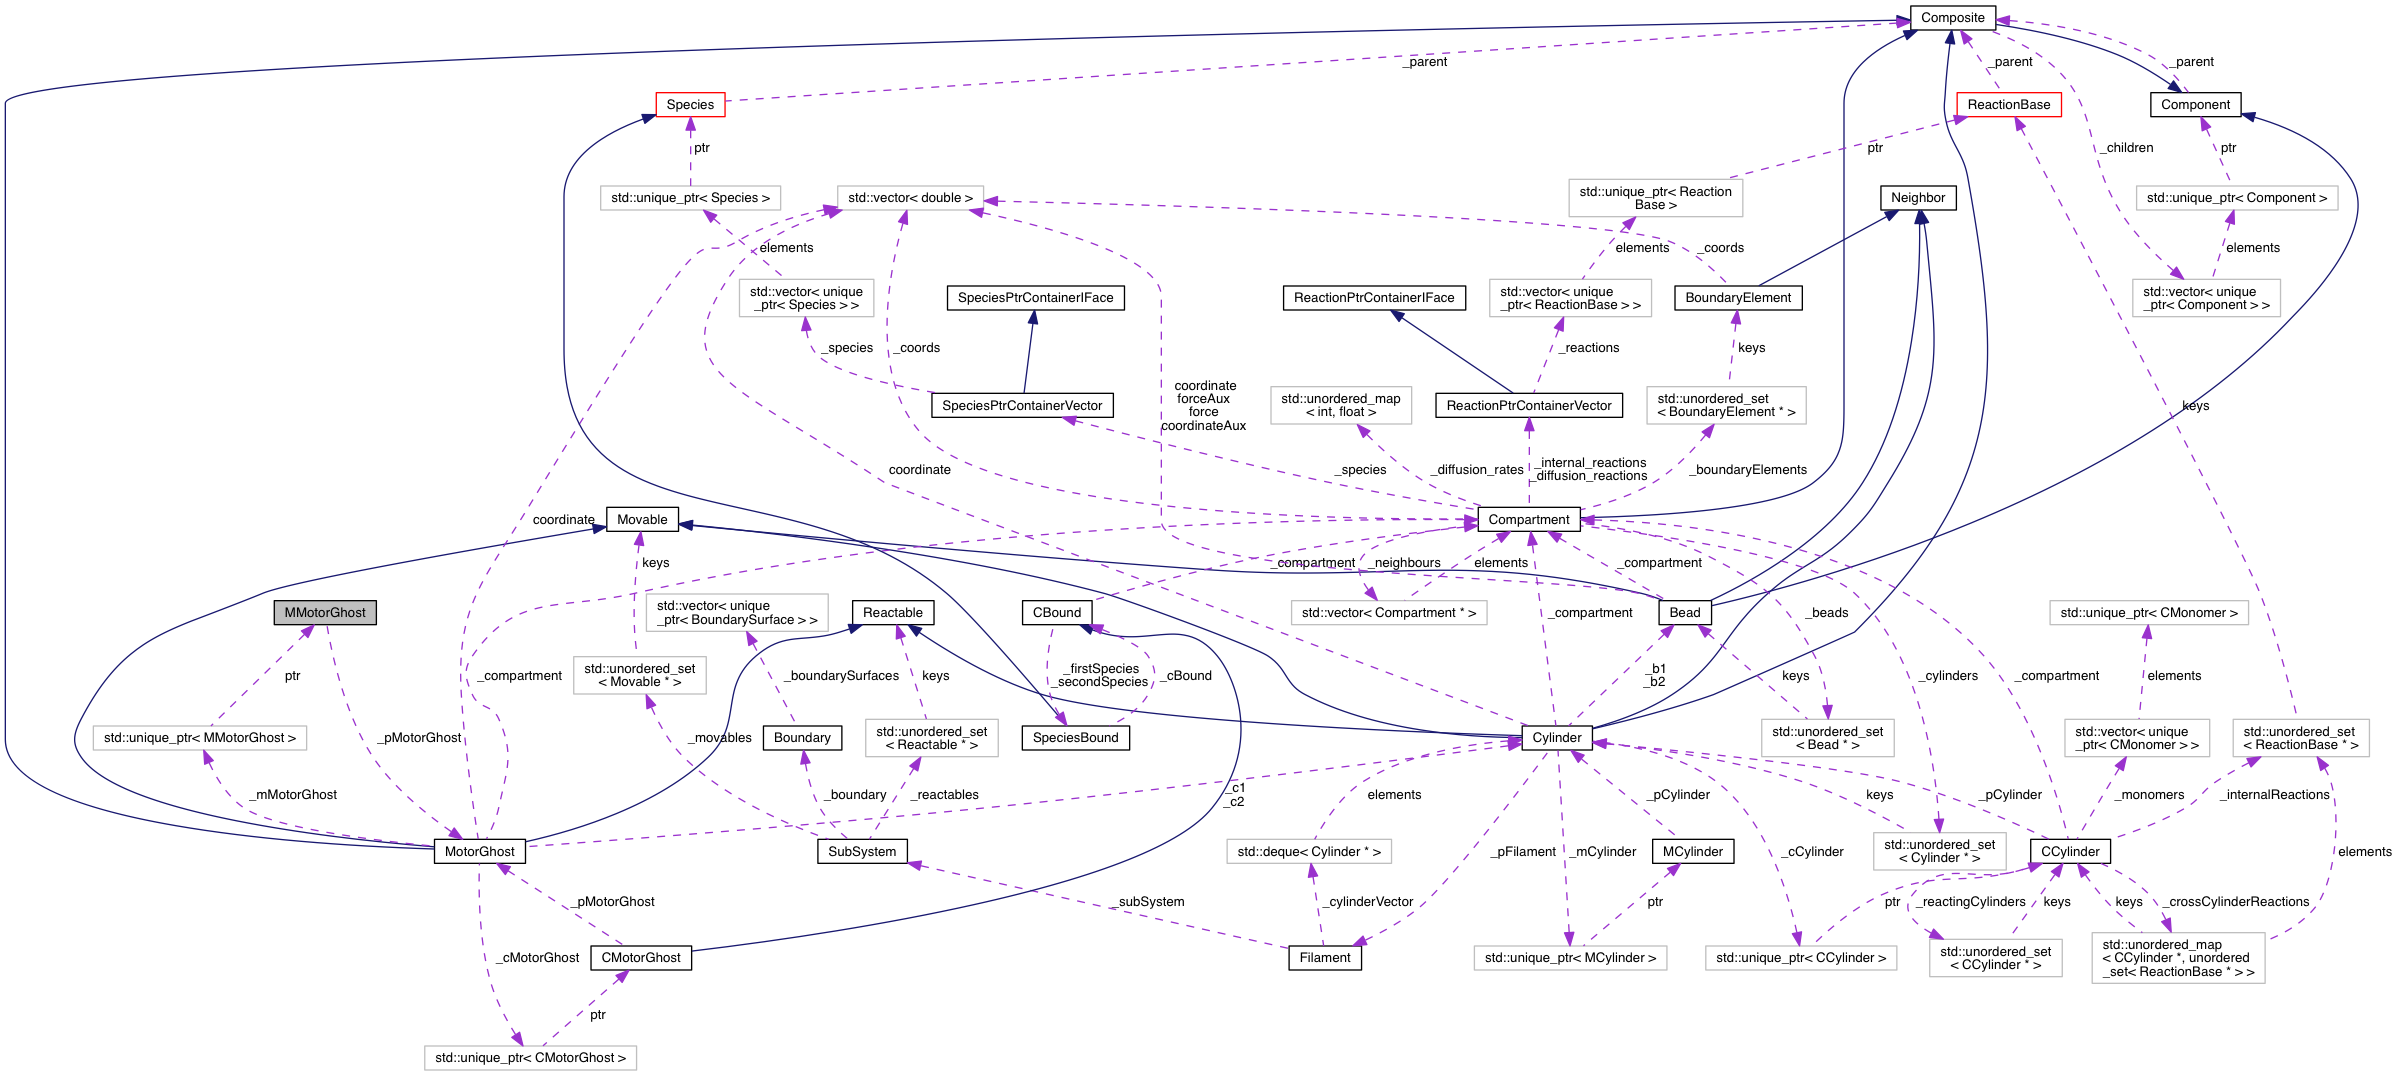 Composite
_parent
_parent
_parent
Species
ReactionBase
Component
ptr
ptr
_children
ptr
std::unique_ptr< Species >
std::vector< double >
std::unique_ptr< Reaction
Base >
Neighbor
std::unique_ptr< Component >
elements
elements
_coords
elements
std::vector< unique
_ptr< Species > >
SpeciesPtrContainerIFace
ReactionPtrContainerIFace
std::vector< unique
_ptr< ReactionBase > >
BoundaryElement
std::vector< unique
_ptr< Component > >
_species
_coords
_reactions
keys
coordinate
forceAux
force
coordinateAux
SpeciesPtrContainerVector
std::unordered_map
< int, float >
ReactionPtrContainerVector
std::unordered_set
< BoundaryElement * >
keys
coordinate
_species
_diffusion_rates
_internal_reactions
_diffusion_reactions
_boundaryElements
coordinate
Movable
Compartment
keys
_compartment
_neighbours
elements
_compartment
MMotorGhost
std::vector< unique
_ptr< BoundarySurface > >
Reactable
CBound
std::vector< Compartment * >
_compartment
Bead
_beads
std::unique_ptr< CMonomer >
ptr
_compartment
std::unordered_set
< Movable * >
_boundarySurfaces
keys
_firstSpecies
_secondSpecies
_cBound
_b1
_b2
keys
_cylinders
_compartment
elements
std::unique_ptr< MMotorGhost >
_pMotorGhost
_movables
Boundary
std::unordered_set
< Reactable * >
SpeciesBound
Cylinder
std::unordered_set
< Bead * >
std::vector< unique
_ptr< CMonomer > >
std::unordered_set
< ReactionBase * >
_mMotorGhost
_boundary
_reactables
_c1
_c2
elements
_pCylinder
keys
_pCylinder
_monomers
_internalReactions
MotorGhost
SubSystem
std::deque< Cylinder * >
_pFilament
_mCylinder
MCylinder
_cCylinder
std::unordered_set
< Cylinder * >
CCylinder
elements
_pMotorGhost
_subSystem
_cylinderVector
ptr
ptr
_reactingCylinders
keys
keys
_crossCylinderReactions
_cMotorGhost
CMotorGhost
Filament
std::unique_ptr< MCylinder >
std::unique_ptr< CCylinder >
std::unordered_set
< CCylinder * >
std::unordered_map
< CCylinder *, unordered
_set< ReactionBase * > >
ptr
std::unique_ptr< CMotorGhost >